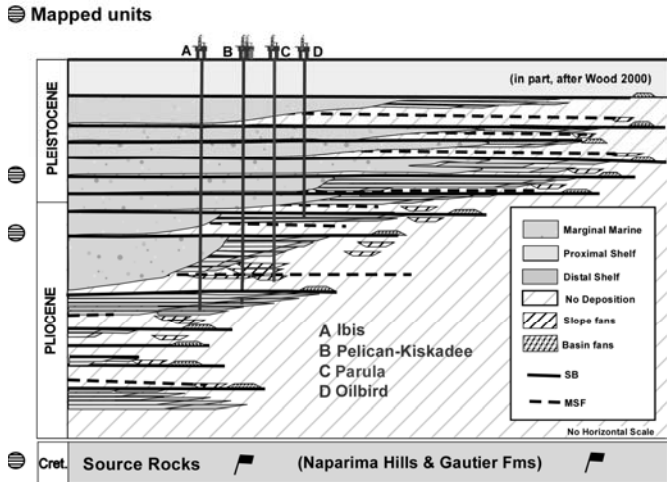 Mapped units
A B C D
(in part, after Wood 2000)
PLEISTOCENE
PLIOCENE
Marginal Marine
Proximal Shelf
Distal Shelf
No Deposition
Slope fans
Basin fans
SB
MSF
A Ibis
B Pelican-Kiskadee
C Parula
D Oilbird
No Horizontal Scale
Cret. Source Rocks (Naparima Hills & Gautier Fms)